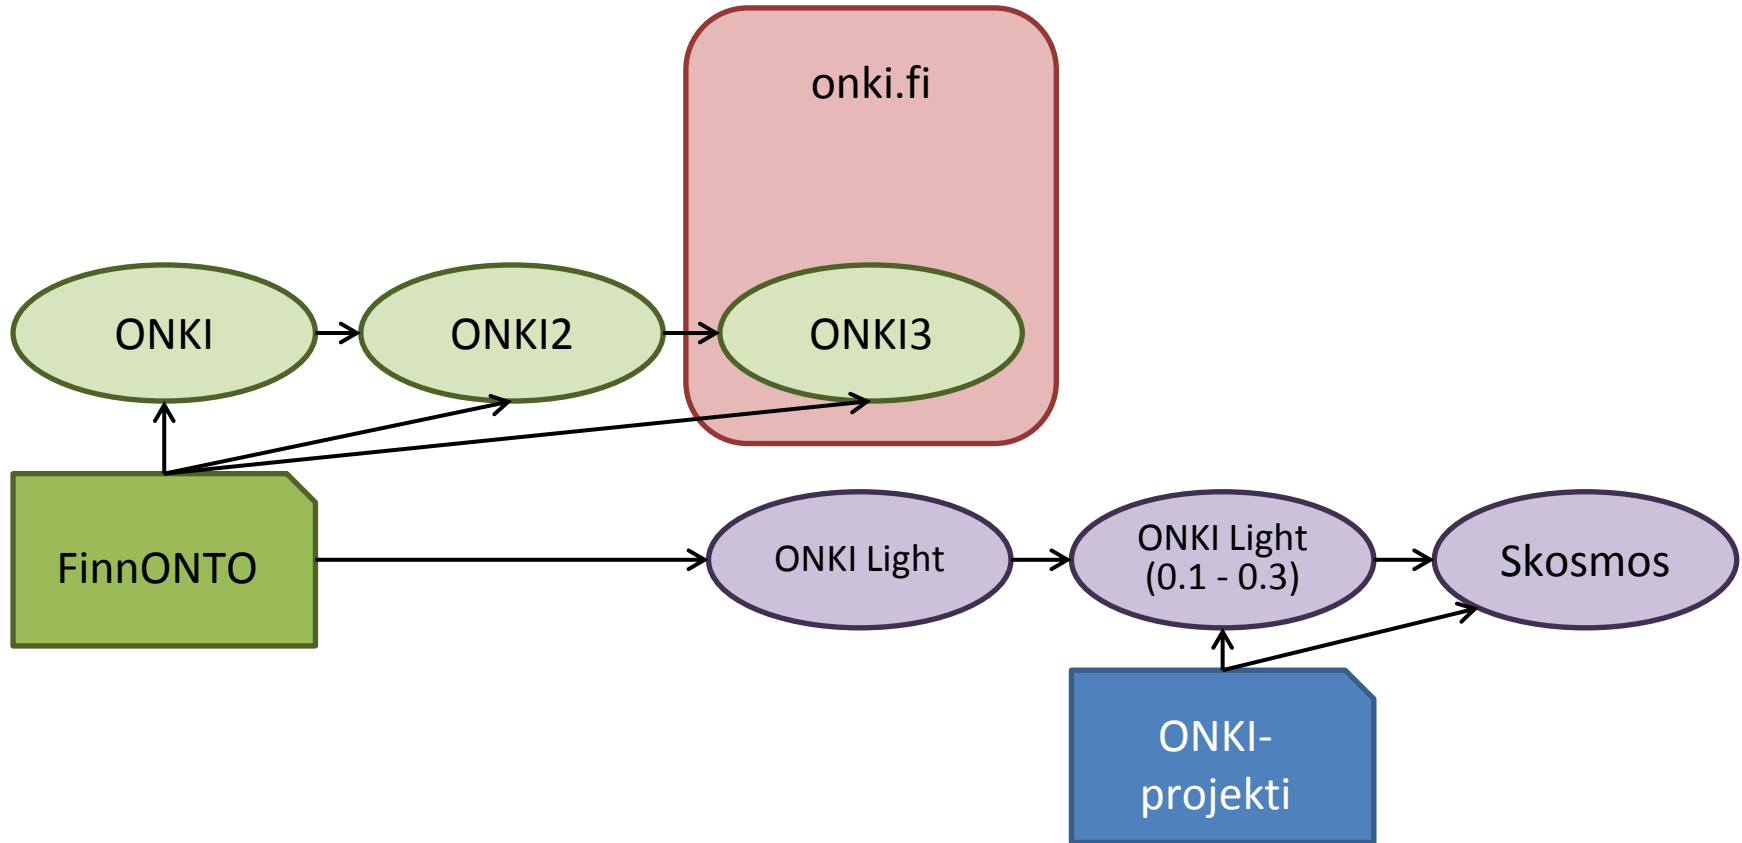 onki.fi
ONKI
ONKI2
ONKI3
FinnONTO
ONKI Light
ONKI Light
(0.1 - 0.3)
Skosmos
ONKI-
projekti